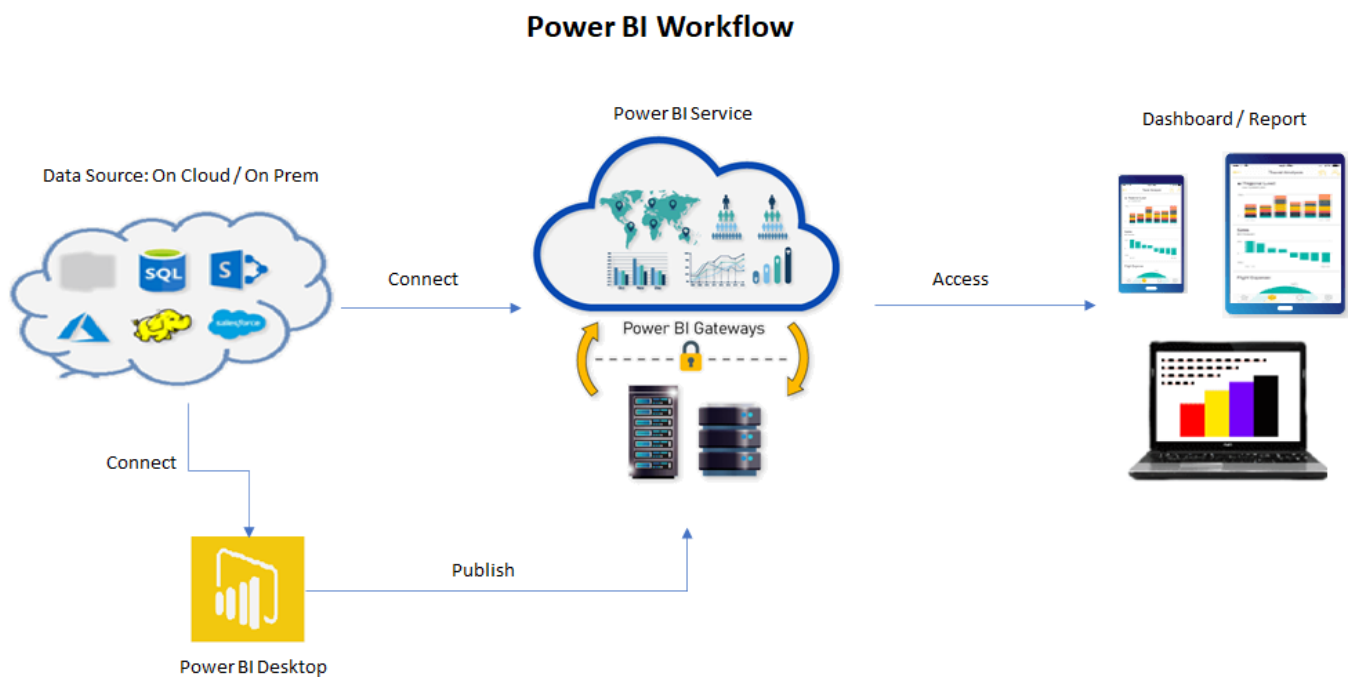 Power BI Workflow
Power BI Service
Dashboard / Report
Data Source: On Cloud / On Prem
SQL
S
salesforce
Connect
Access
Power BI Gateways
Connect
Publish
Power BI Desktop